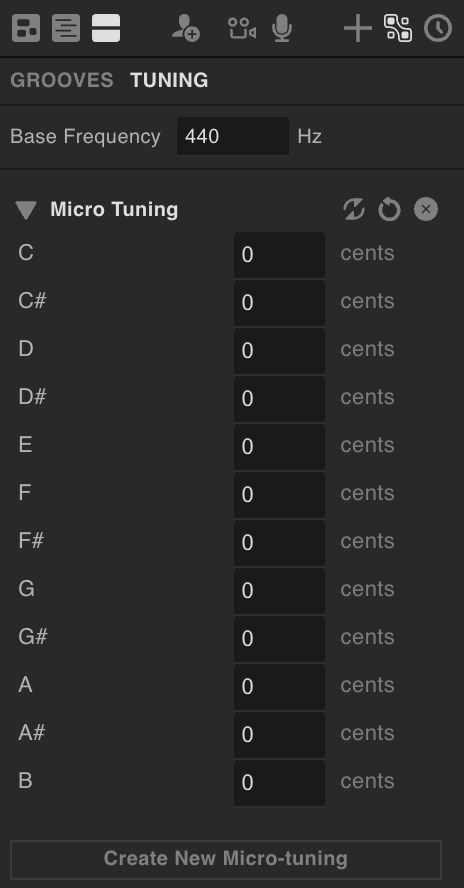 GROOVES TUNING
Base Frequency 440 Hz
Micro Tuning
C 0 cents
C# 0 cents
D 0 cents
D# 0 cents
E 0 cents
F 0 cents
F# 0 cents
G 0 cents
G# 0 cents
A 0 cents
A# 0 cents
B 0 cents
Create New Micro-tuning